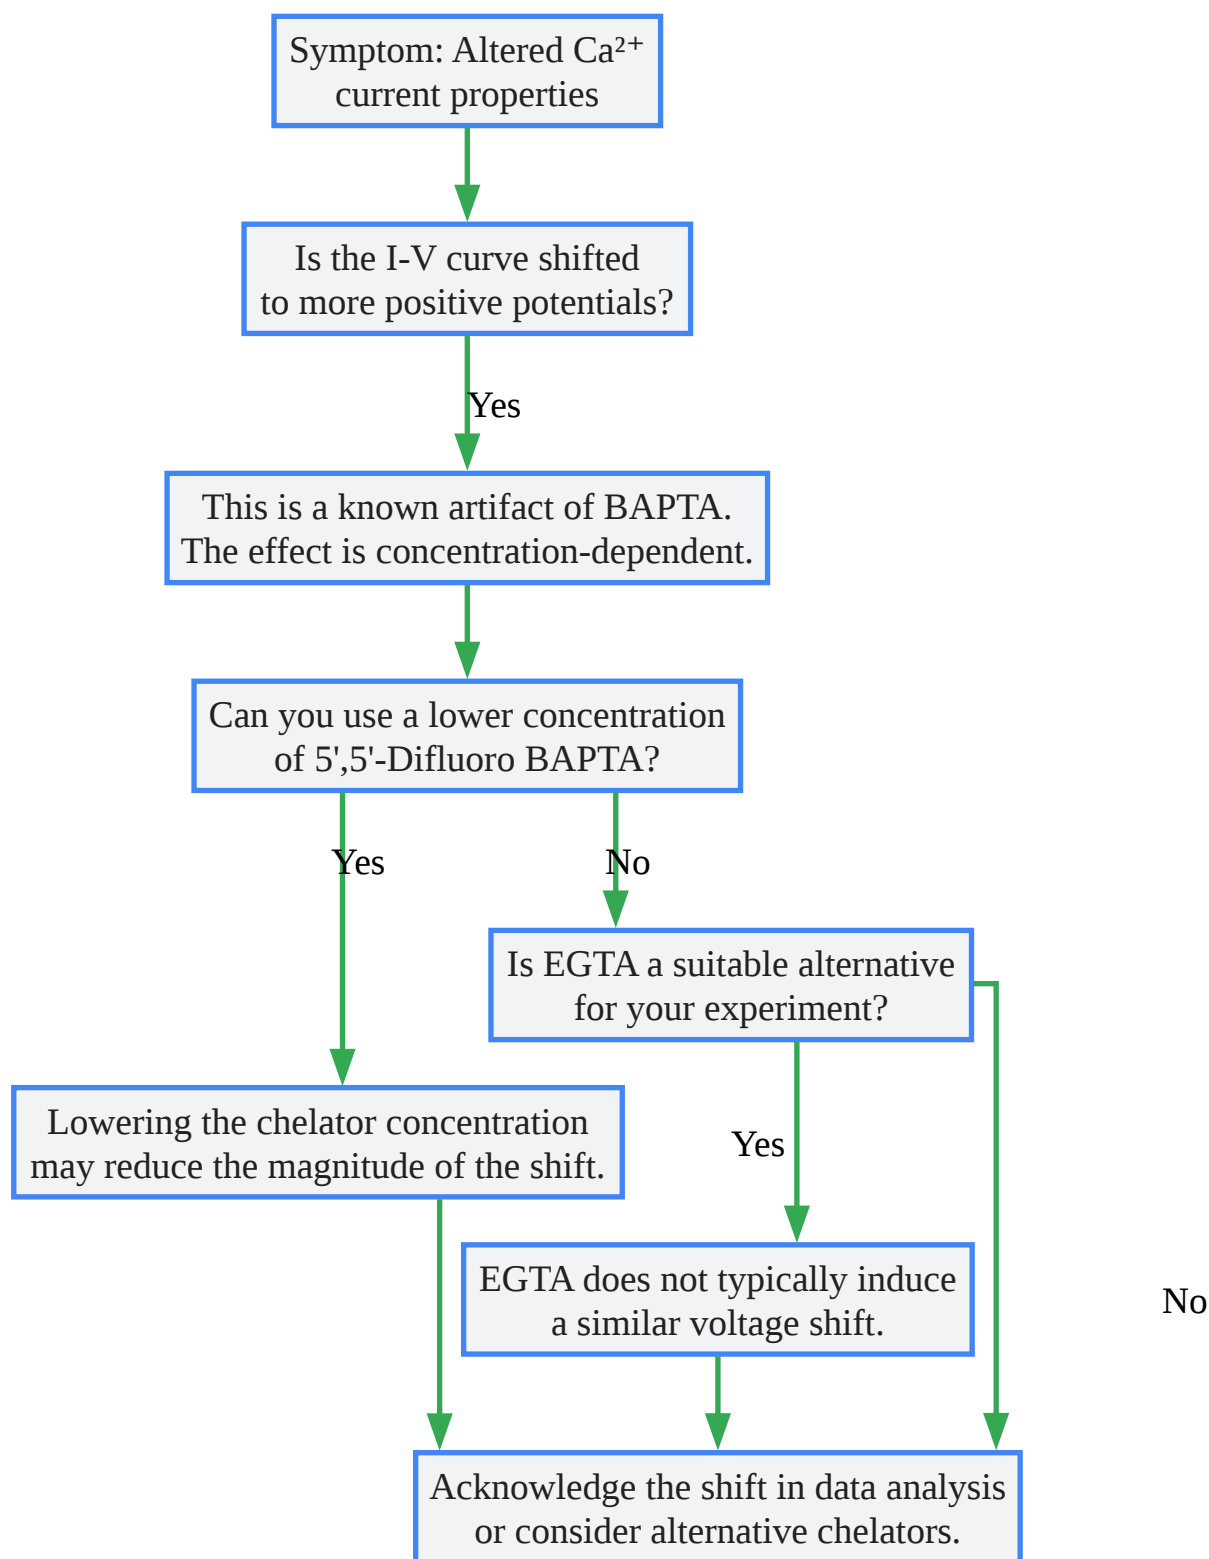 Symptom: Altered Ca²⁺
current properties
Is the I-V curve shifted
to more positive potentials?
Yes
This is a known artifact of BAPTA.
The effect is concentration-dependent.
Can you use a lower concentration
of 5',5'-Difluoro BAPTA?
Yes
No
Is EGTA a suitable alternative
for your experiment?
Lowering the chelator concentration
may reduce the magnitude of the shift.
Yes
EGTA does not typically induce
a similar voltage shift.
No
Acknowledge the shift in data analysis
or consider alternative chelators.